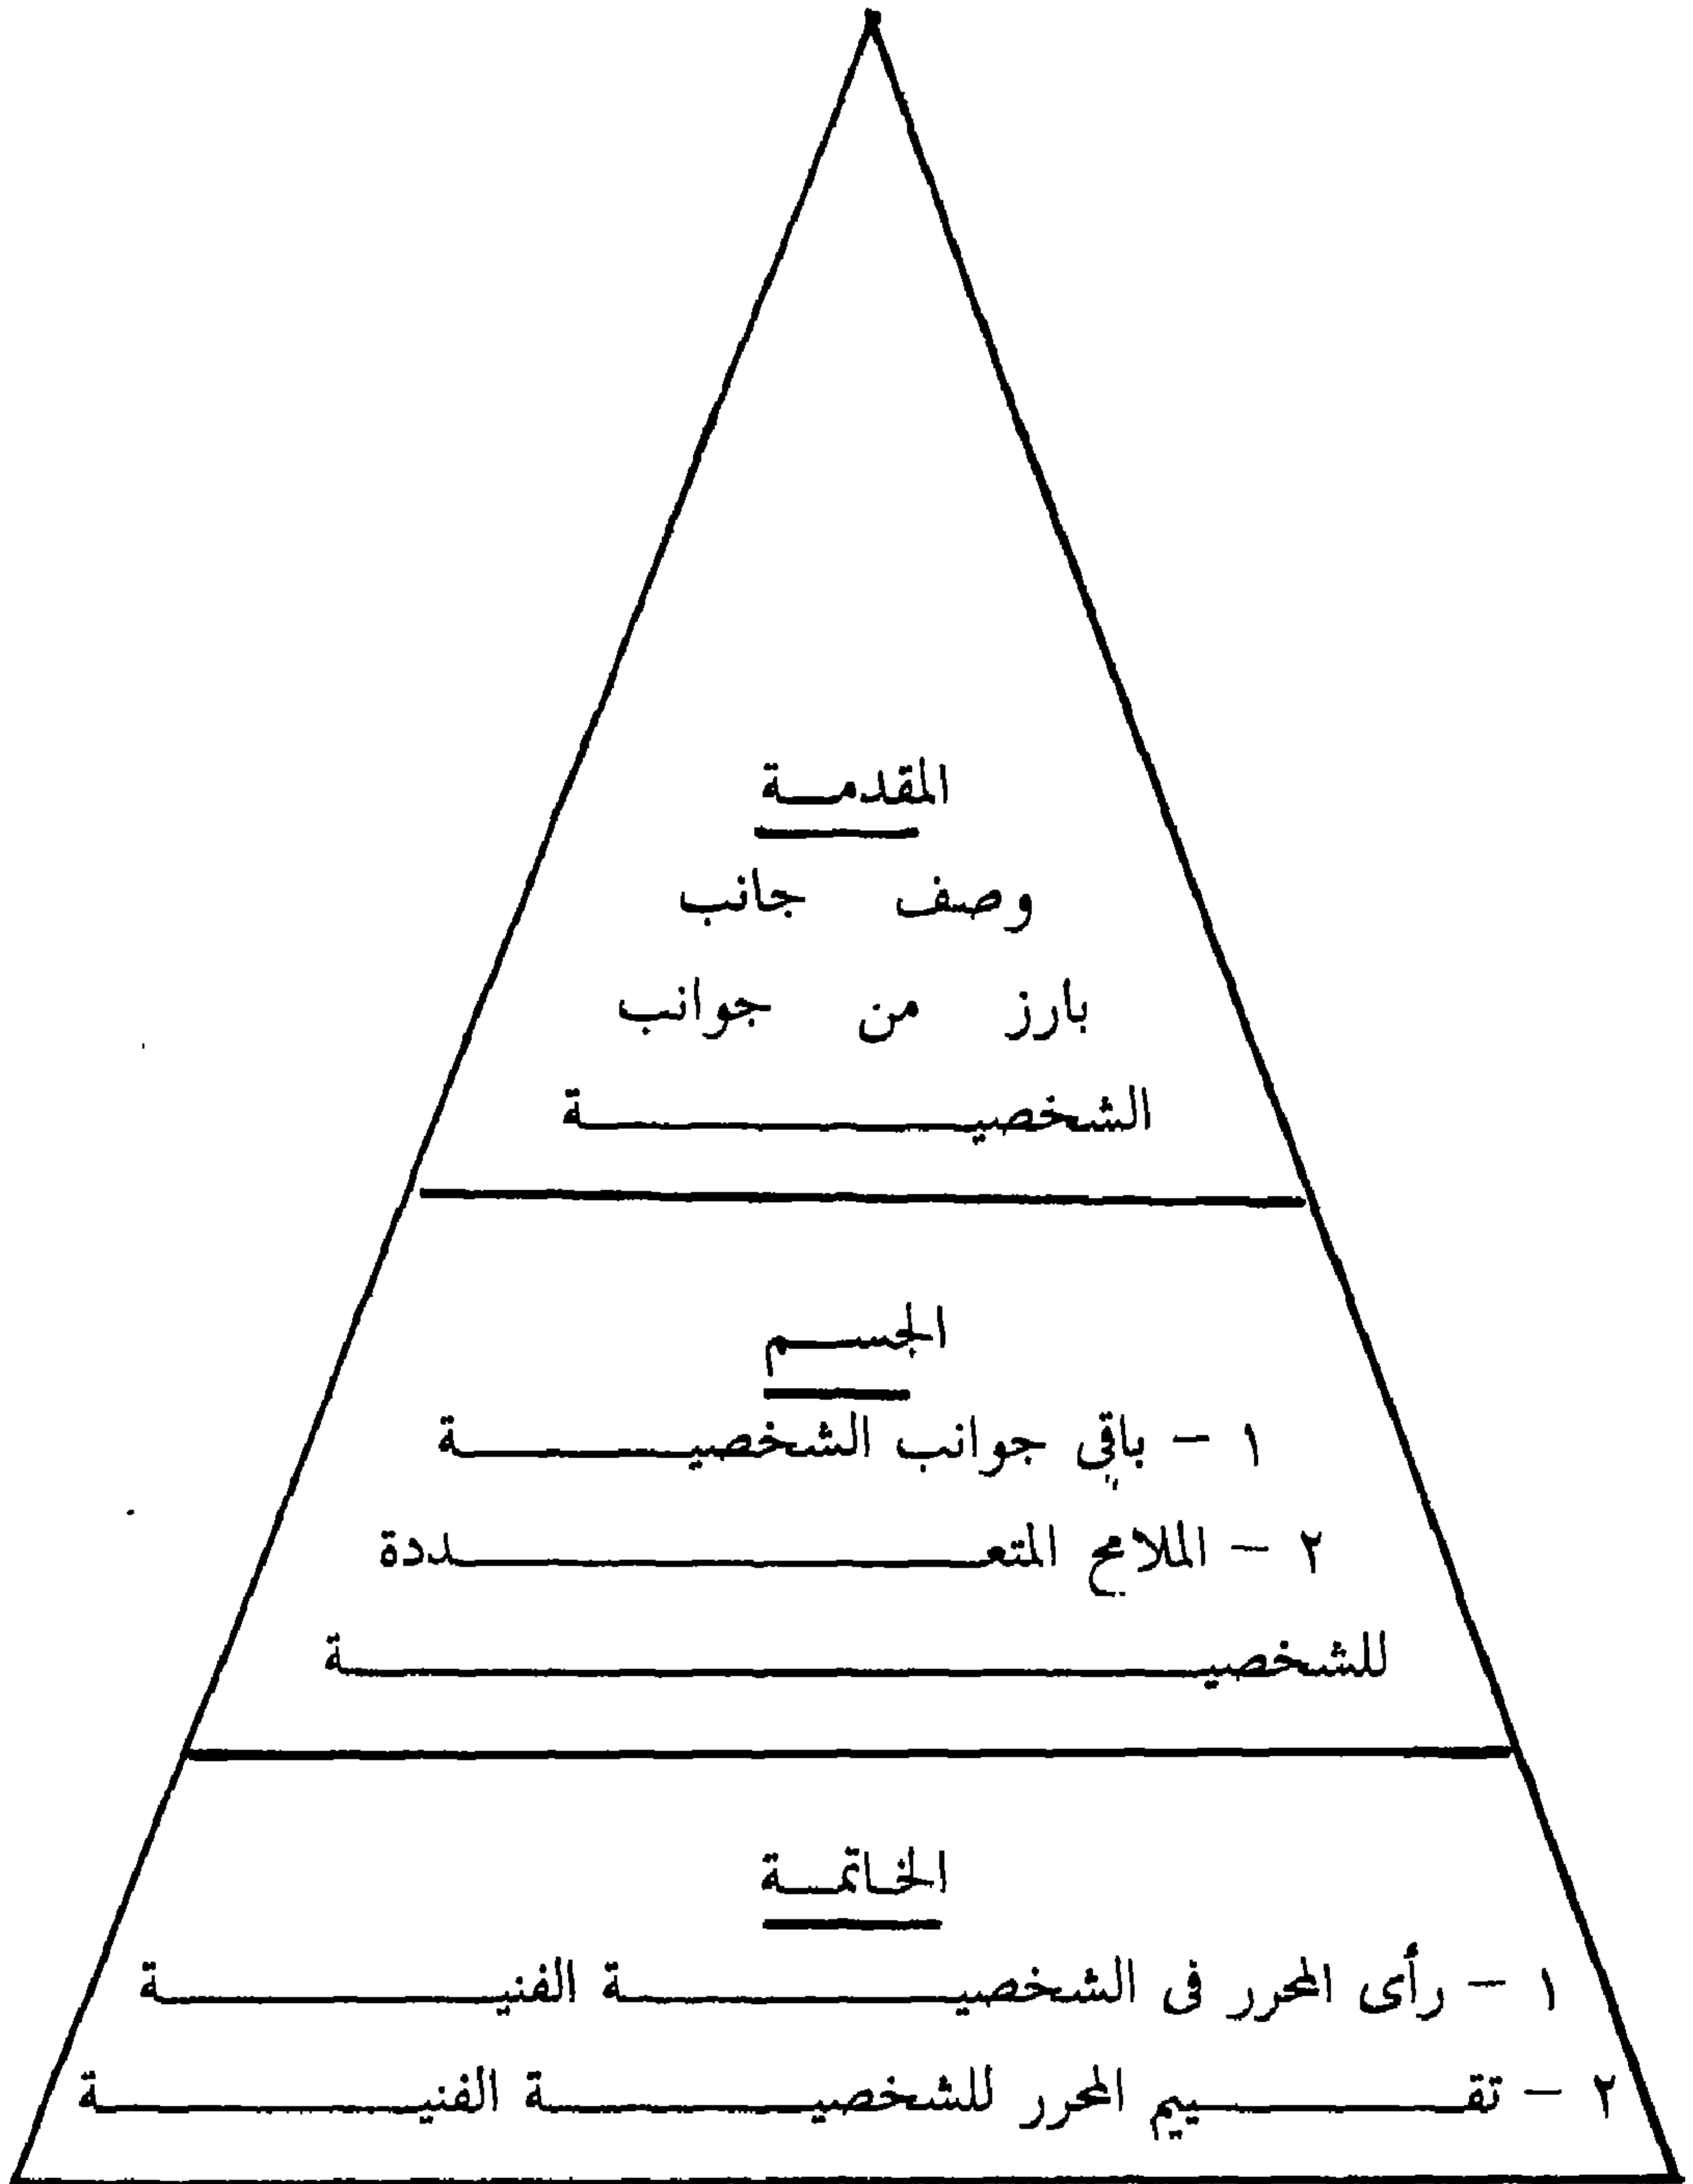 المقدمة
وصف جانب
بارز من جوانب
الشخصية
الجسم
١ - باقي جوانب الشخصية
٢ - الملامح المتعددة
للشخصية
الخاتمة
١ - رأى المحرر في الشخصية الفنية
٢ - تقييم المحرر للشخصية الفنية